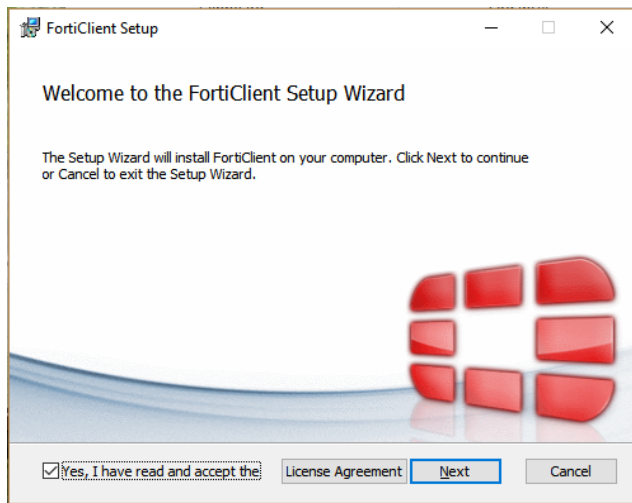 FortiClient Setup
Welcome to the FortiClient Setup Wizard
The Setup Wizard will install FortiClient on your computer. Click Next to continue
or Cancel to exit the Setup Wizard.
Yes, I have read and accept the License Agreement Next Cancel